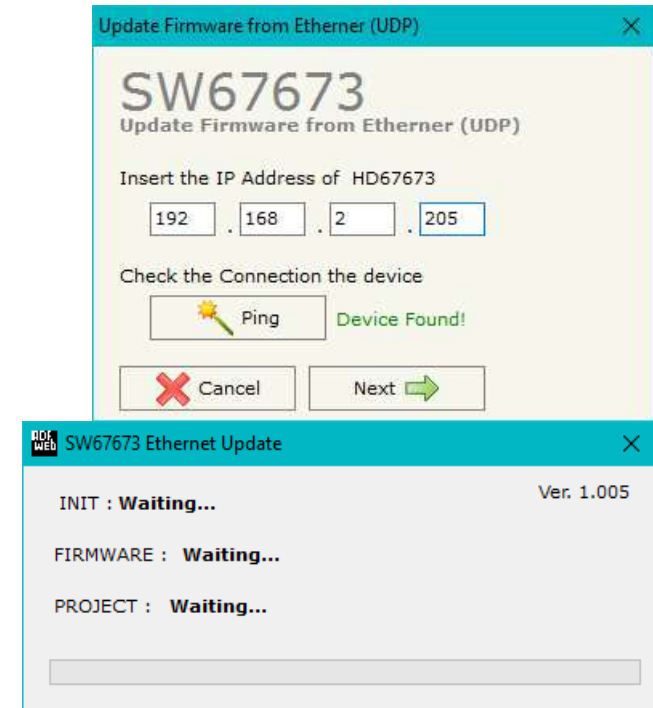 Update Firmware from Etherner (UDP)
SW67673
Update Firmware from Etherner (UDP)
Insert the IP Address of HD67673
192 . 168 . 2 . 205
Check the Connection the device
Ping Device Found!
Cancel Next
ADF WEB SW67673 Ethernet Update
Ver. 1.005
INIT : Waiting...
FIRMWARE : Waiting...
PROJECT : Waiting...